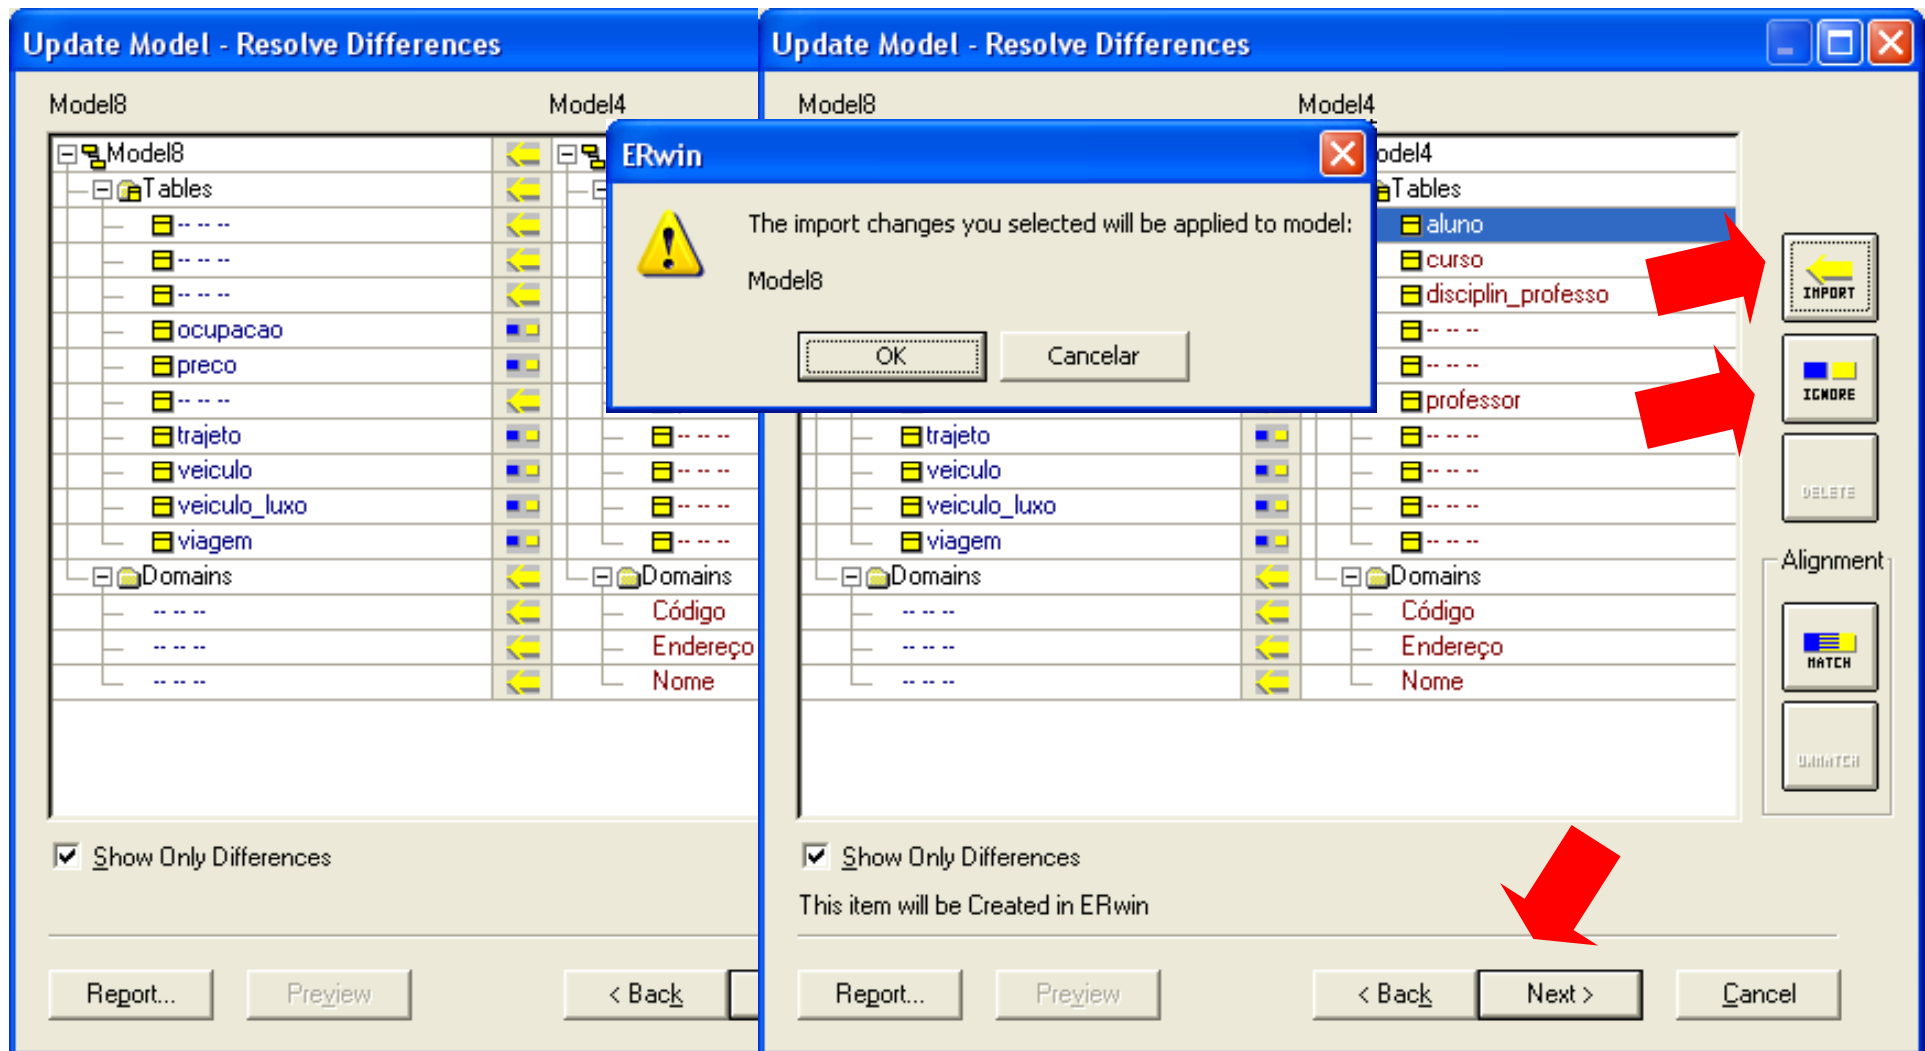 Update Model - Resolve Differences
Model8 Model4
Model8
Tables
-- -- --
-- -- --
-- -- --
ocupacao
preco
-- -- --
trajeto -- -- --
veiculo -- -- --
veiculo_luxo -- -- --
viagem -- -- --
Domains Domains
-- -- -- Código
-- -- -- Endereço
-- -- -- Nome
Show Only Differences
Report... Preview < Back
Update Model - Resolve Differences
Model8 Model4
odel4
Tables
aluno
curso
disciplin_professo
-- -- --
-- -- --
professor
trajeto -- -- --
veiculo -- -- --
veiculo_luxo -- -- --
viagem -- -- --
Domains Domains
-- -- -- Código
-- -- -- Endereço
-- -- -- Nome
IMPORT
IGNORE
DELETE
Alignment
MATCH
UNMATCH
Show Only Differences
This item will be Created in ERwin
Report... Preview < Back Next > Cancel
ERwin
The import changes you selected will be applied to model:
Model8
OK Cancelar